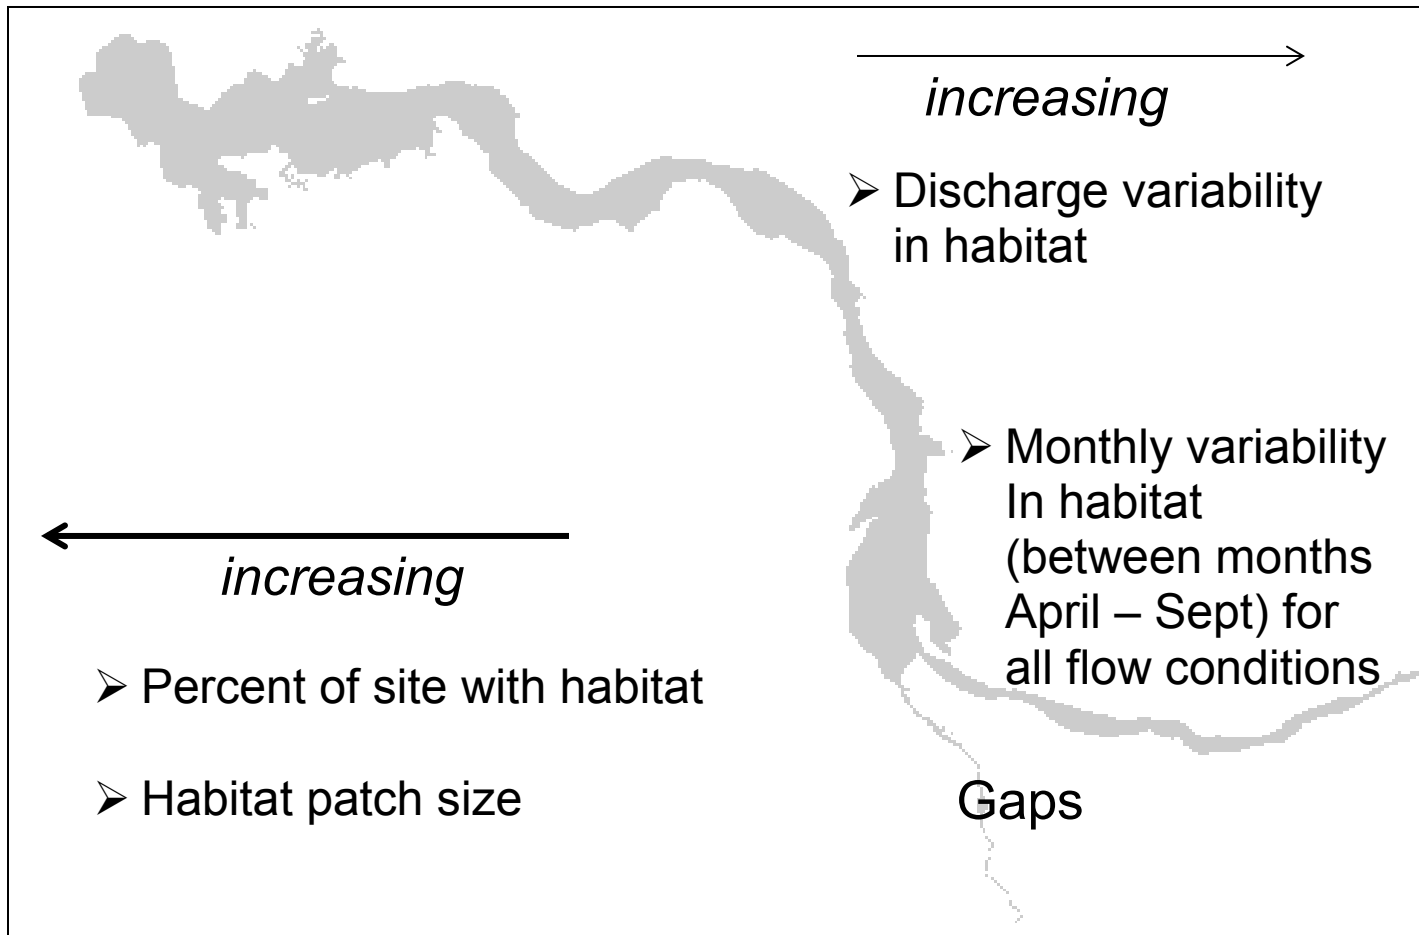 increasing
➢ Discharge variability
in habitat
➢ Monthly variability
In habitat
(between months
April – Sept) for
all flow conditions
increasing
➢ Percent of site with habitat
➢ Habitat patch size
Gaps